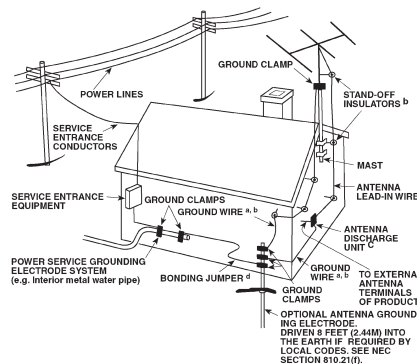 GROUND CLAMP
POWER LINES
STAND-OFF
INSULATORS b
SERVICE
ENTRANCE
CONDUCTORS
MAST
ANTENNA
LEAD-IN WIRE
SERVICE ENTRANCE
EQUIPMENT
GROUND CLAMPS
GROUND WIRE a, b
ANTENNA
DISCHARGE
UNIT C
POWER SERVICE GROUNDING
ELECTRODE SYSTEM
(e.g. Interior metal water pipe)
BONDING JUMPER d
GROUND
WIRE a, b
GROUND
CLAMPS
TO EXTERNA
ANTENNA
TERMINALS
OF PRODUCT
OPTIONAL ANTENNA GROUND
ING ELECTRODE.
DRIVEN 8 FEET (2.44M) INTO
THE EARTH IF REQUIRED BY
LOCAL CODES. SEE NEC
SECTION 810.21(f).